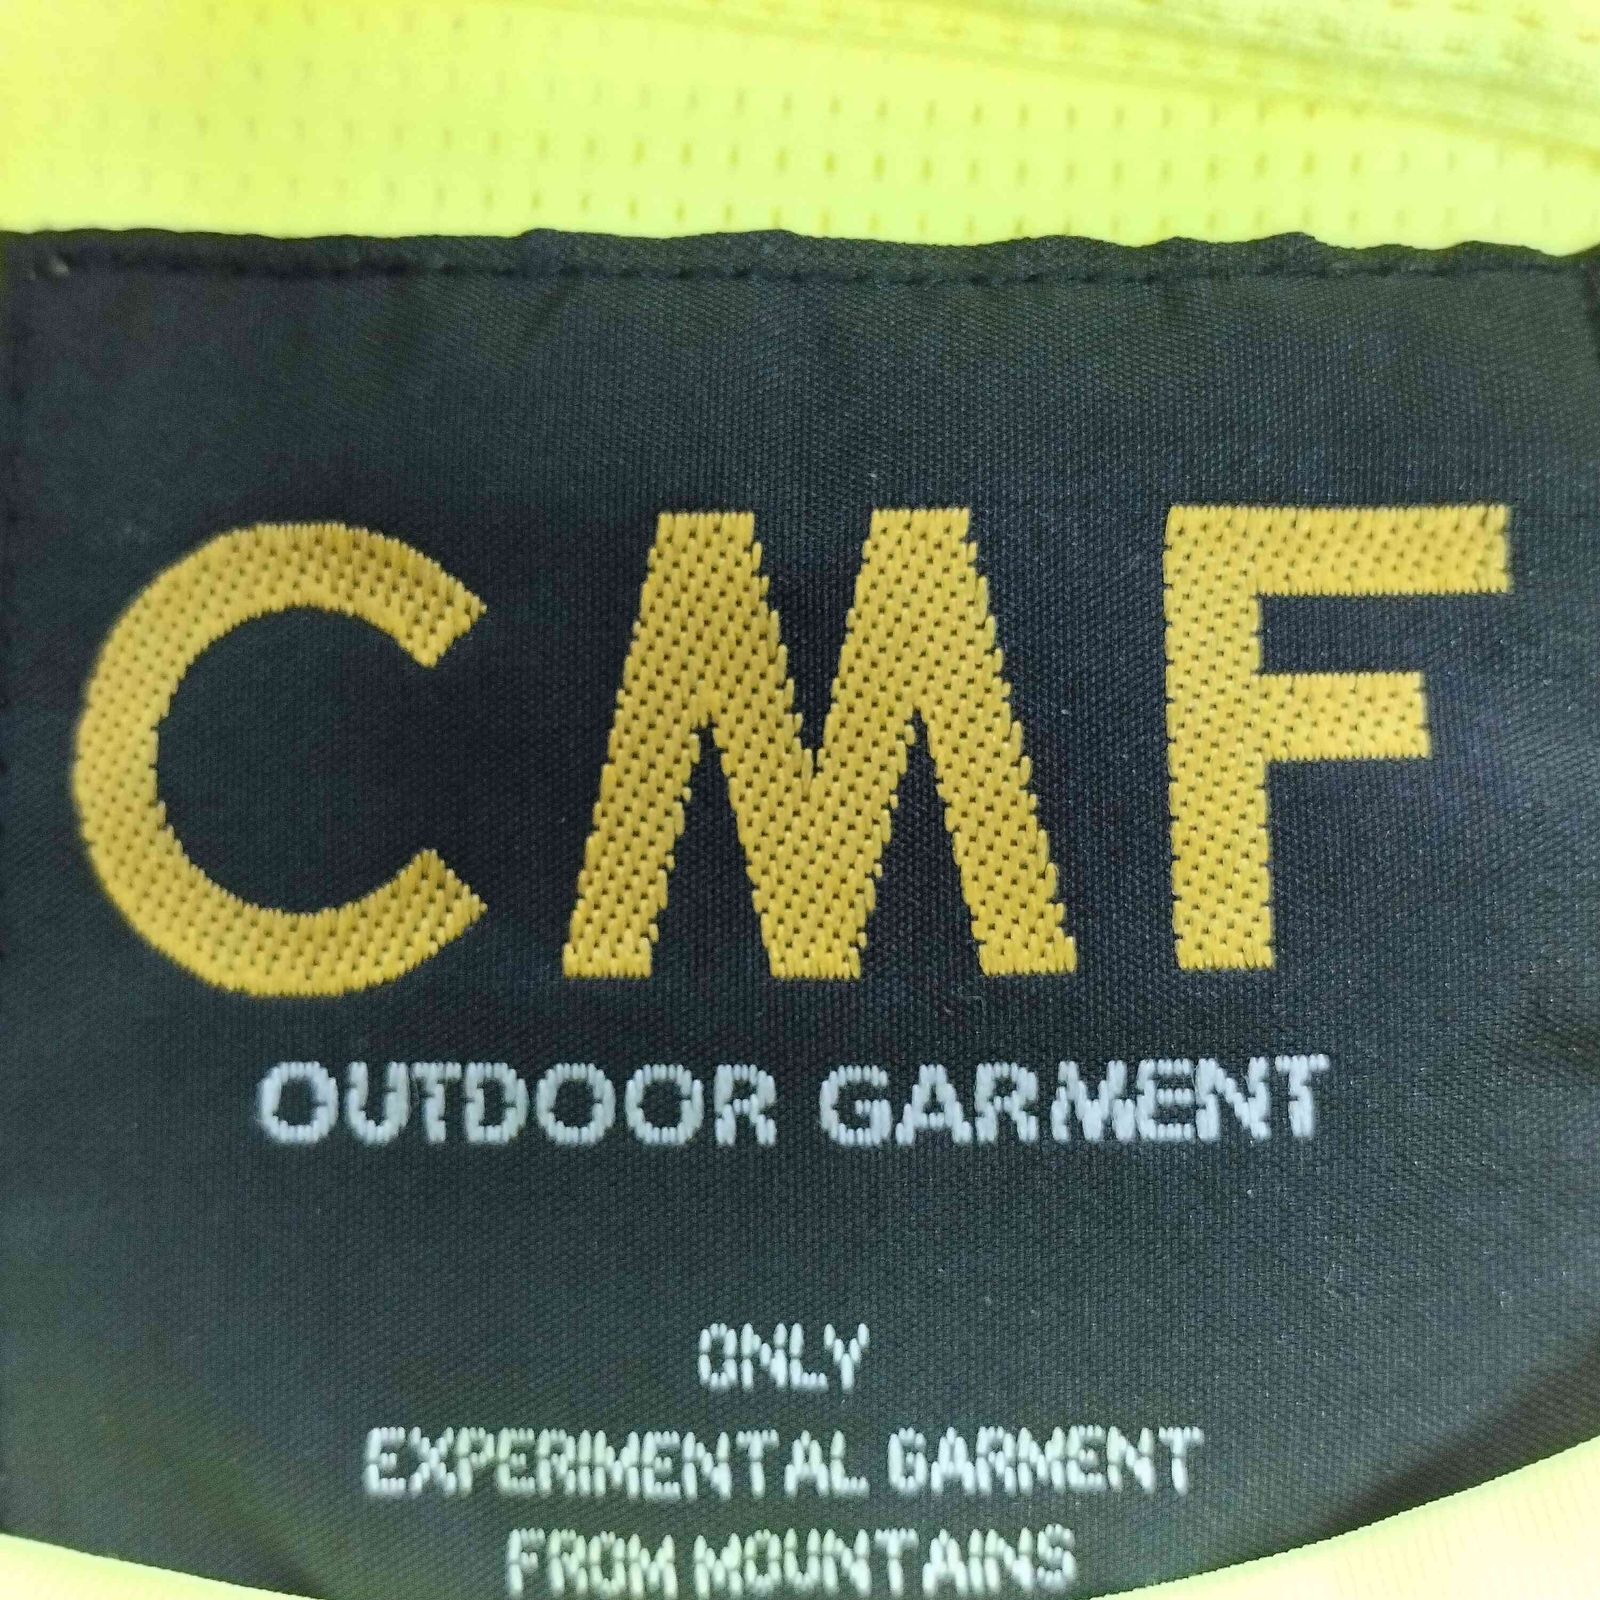 CMF
OUTDOOR GARMENT
ONLY
EXPERIMENTAL GARMENT
FROM MOUNTAINS